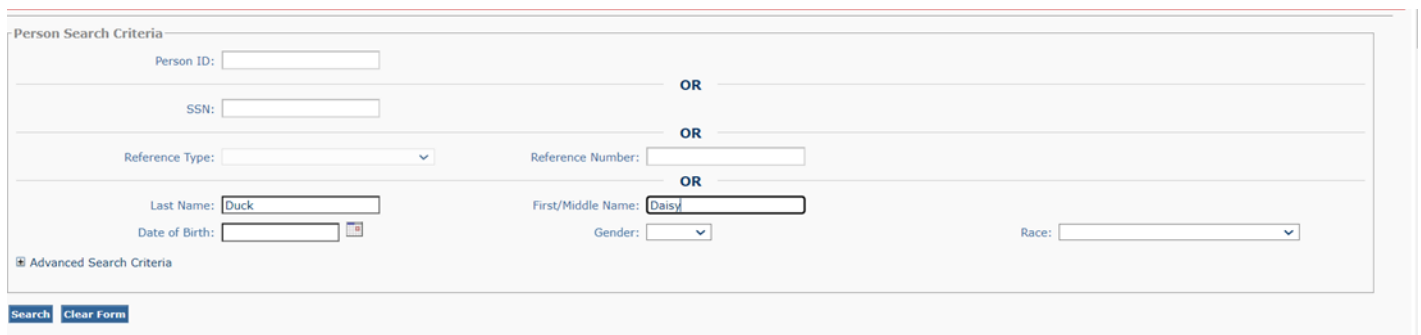 Person Search Criteria
Person ID:
OR
SSN:
OR
Reference Type: Reference Number:
OR
Last Name: Duck First/Middle Name: Daisy
Date of Birth: Gender: Race:
Advanced Search Criteria
Search Clear Form